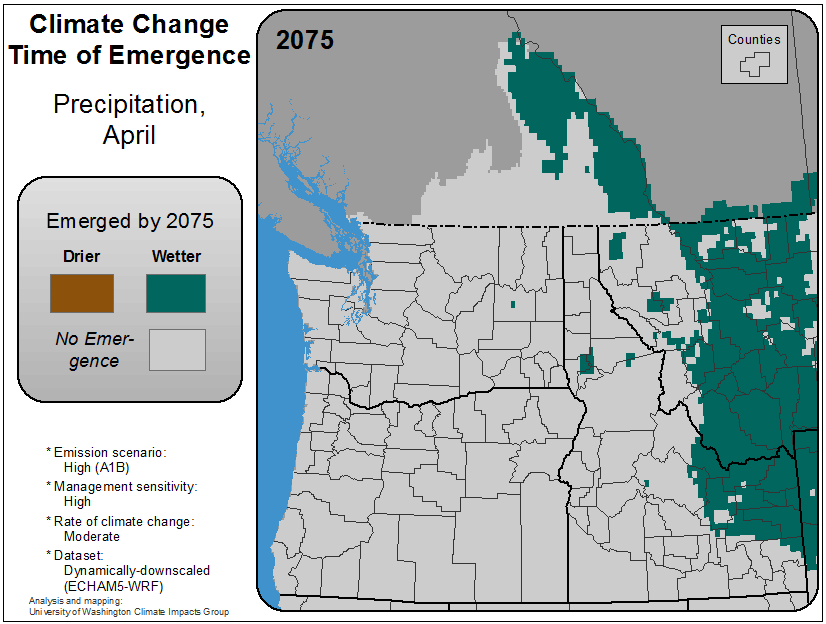 Climate Change
Time of Emergence
Precipitation,
April
Emerged by 2075
Drier
Wetter
No Emer-
gence
* Emission scenario:
High (A1B)
* Management sensitivity:
High
* Rate of climate change:
Moderate
* Dataset:
Dynamically-downscaled
(ECHAM5-WRF)
Analysis and mapping:
University of Washington Climate Impacts Group
2075
Counties